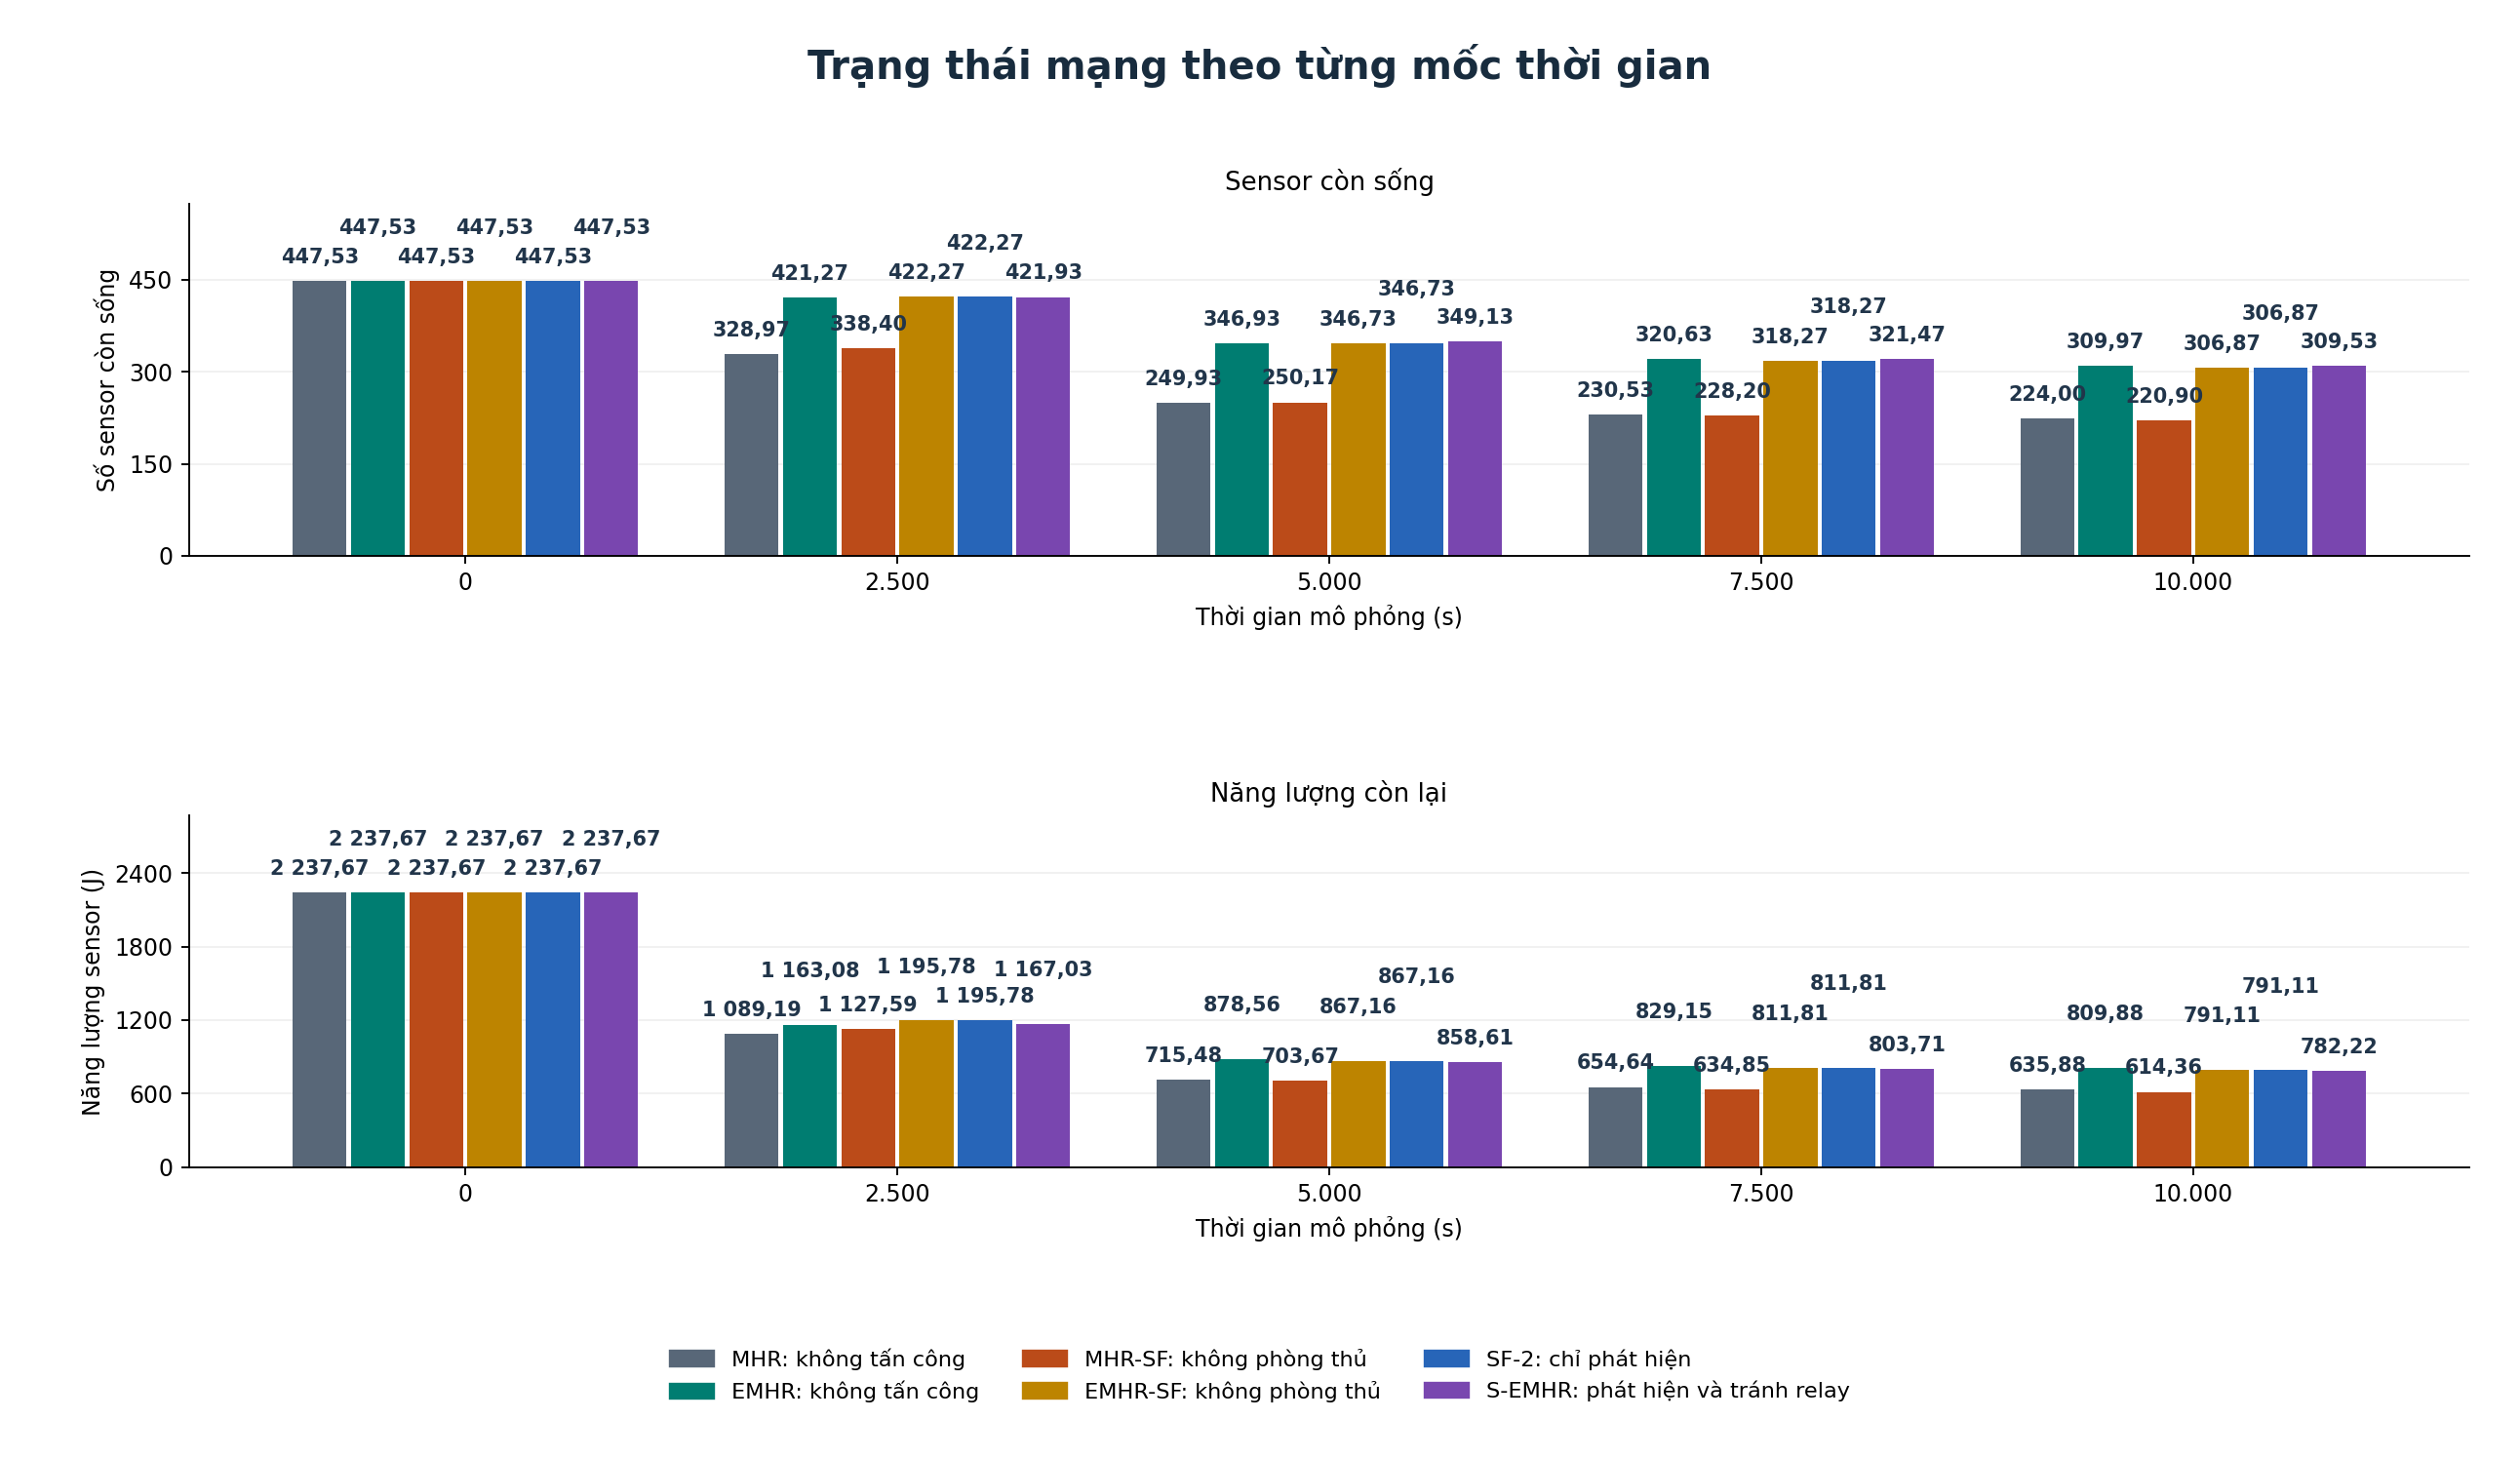 Trạng thái mạng theo từng mốc thời gian
Sensor còn sống
Số sensor còn sống
450
300
150
0
447,53 447,53 447,53
447,53 447,53 447,53
422,27
421,27 422,27 421,93
328,97 338,40
346,73
346,93 346,73 349,13
249,93 250,17
318,27
320,63 318,27 321,47
230,53 228,20
306,87
309,97 306,87 309,53
224,00 220,90
0 2.500 5.000 7.500 10.000
Thời gian mô phỏng (s)
Năng lượng còn lại
Năng lượng sensor (J)
2400
1800
1200
600
0
2 237,67 2 237,67 2 237,67
2 237,67 2 237,67 2 237,67
1 163,08 1 195,78 1 167,03
1 089,19 1 127,59 1 195,78
867,16
878,56 867,16
715,48 703,67 858,61
811,81
829,15 811,81
654,64 634,85 803,71
791,11
809,88 791,11
635,88 614,36 782,22
0 2.500 5.000 7.500 10.000
Thời gian mô phỏng (s)
MHR: không tấn công
EMHR: không tấn công
MHR-SF: không phòng thủ
EMHR-SF: không phòng thủ
SF-2: chỉ phát hiện
S-EMHR: phát hiện và tránh relay